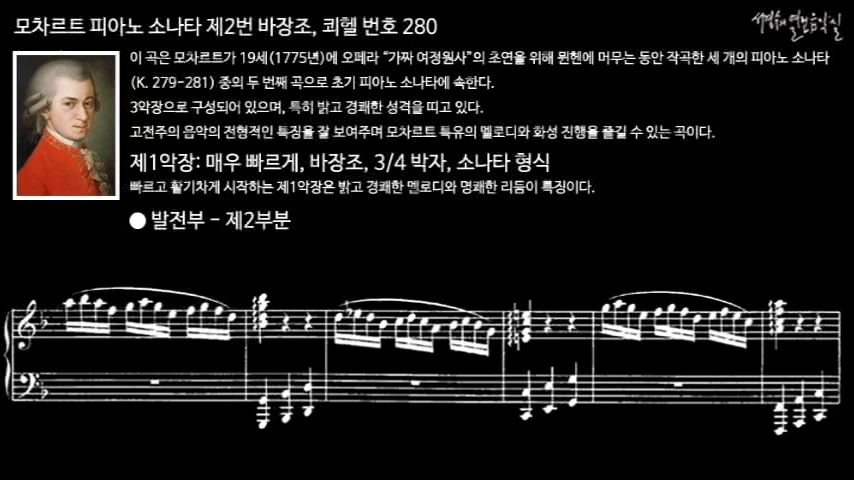 모차르트 피아노 소나타 제2번 바장조, 쾨헬 번호 280
서영화의 열린음악실
이 곡은 모차르트가 19세(1775년)에 오페라 “가짜 여정원사”의 초연을 위해 뮌헨에 머무는 동안 작곡한 세 개의 피아노 소나타
(K. 279-281) 중의 두 번째 곡으로 초기 피아노 소나타에 속한다.
3악장으로 구성되어 있으며, 특히 밝고 경쾌한 성격을 띠고 있다.
고전주의 음악의 전형적인 특징을 잘 보여주며 모차르트 특유의 멜로디와 화성 진행을 즐길 수 있는 곡이다.
제1악장: 매우 빠르게, 바장조, 3/4 박자, 소나타 형식
빠르고 활기차게 시작하는 제1악장은 밝고 경쾌한 멜로디와 명쾌한 리듬이 특징이다.
● 발전부 - 제2부분